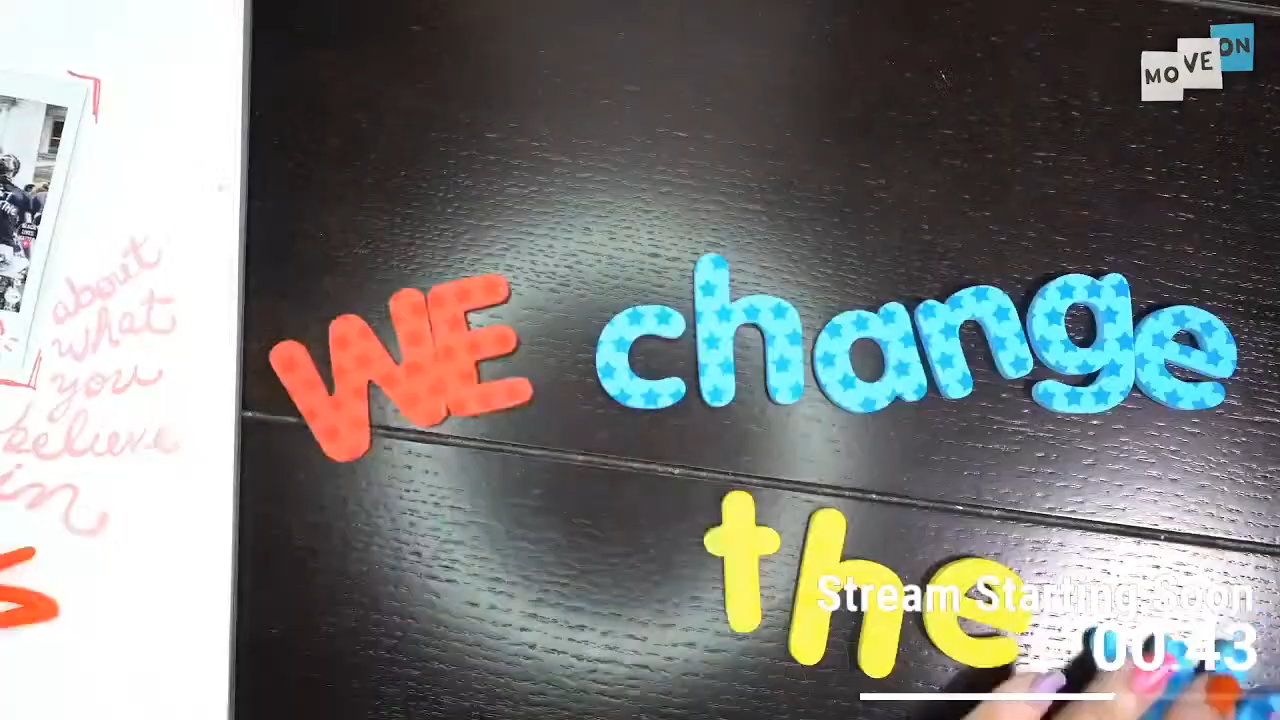 MOVE ON
about
what
you
believe
in
WE change
the
Stream Starting Soon
00:43